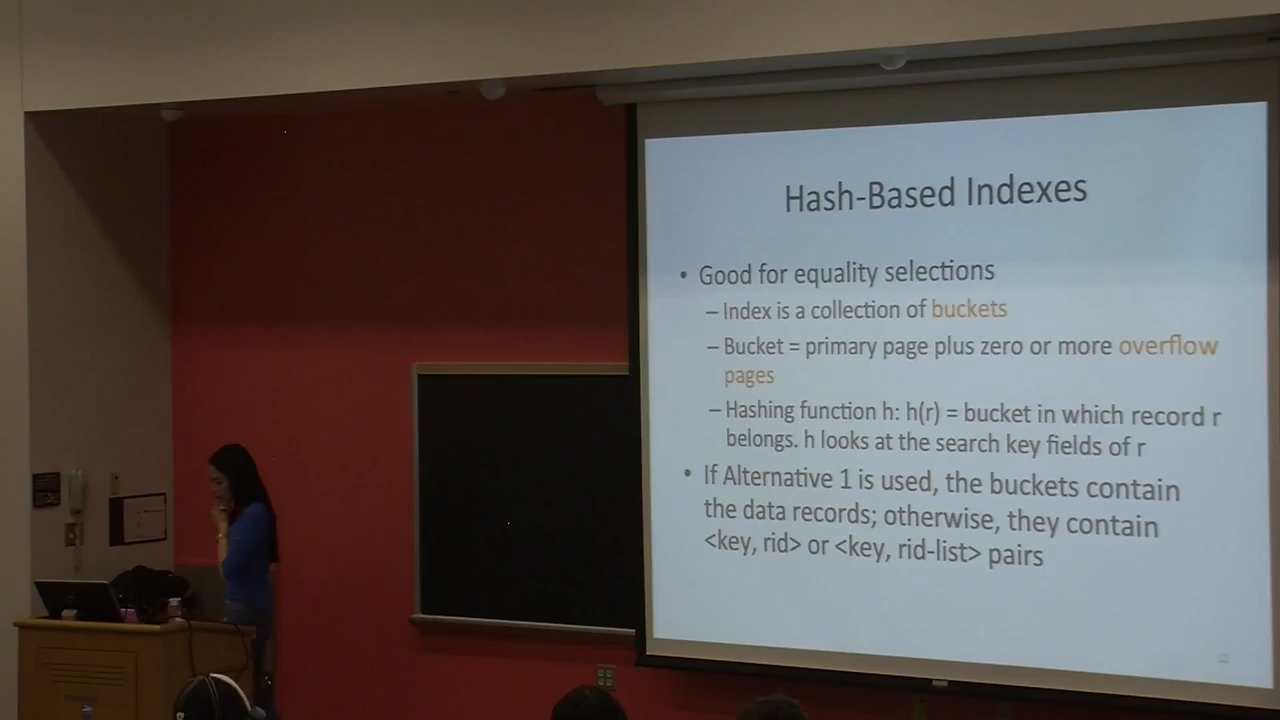 Hash-Based Indexes
• Good for equality selections
– Index is a collection of buckets
– Bucket = primary page plus zero or more overflow
pages
– Hashing function h: h(r) = bucket in which record r
belongs. h looks at the search key fields of r
• If Alternative 1 is used, the buckets contain
the data records; otherwise, they contain
<key, rid> or <key, rid-list> pairs